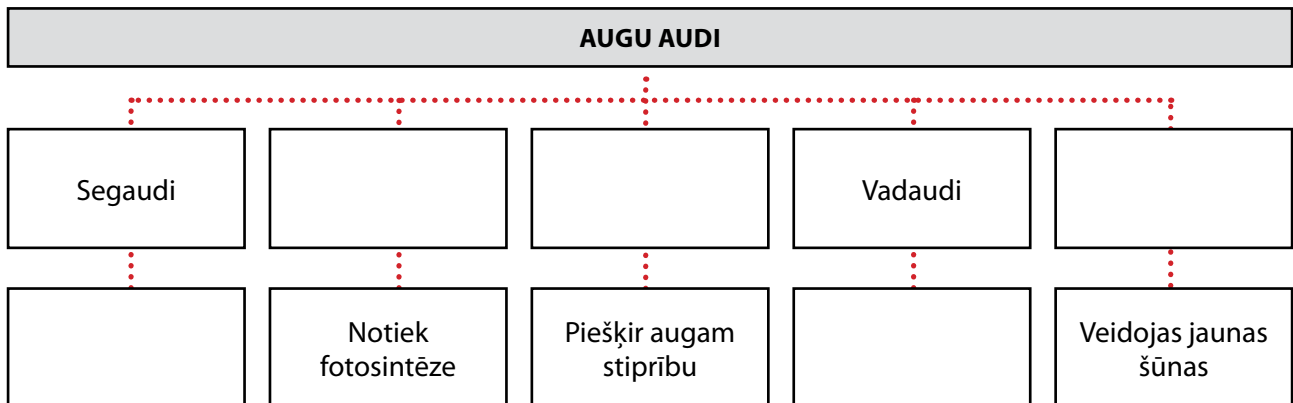 AUGU AUDI
Segaudi
Vadaudi
Notiek
fotosintēze
Piešķir augam
stiprību
Veidojas jaunas
šūnas